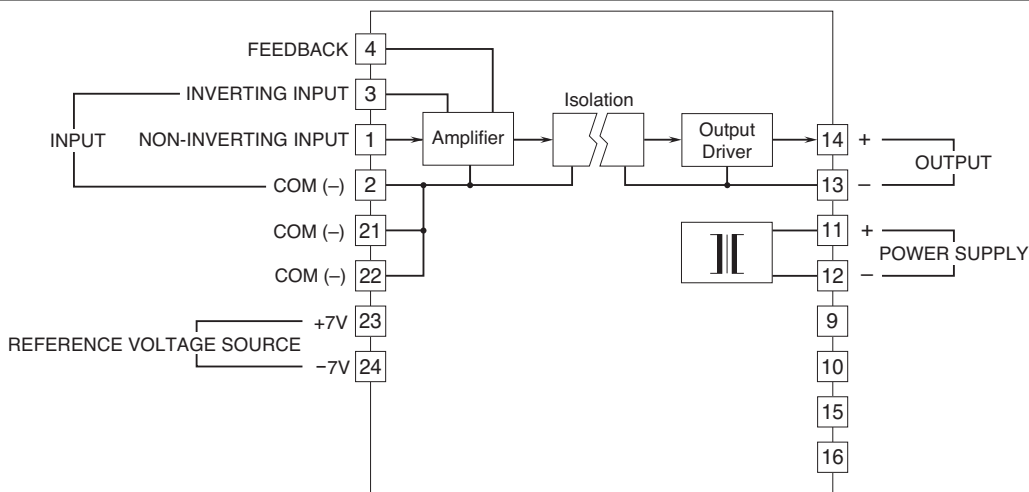 FEEDBACK 4
INVERTING INPUT 3
Isolation
INPUT
NON-INVERTING INPUT 1
Amplifier
Output
Driver
14 +
OUTPUT
COM (–) 2
13 –
COM (–) 21
11 +
POWER SUPPLY
COM (–) 22
12 –
+7V 23
9
REFERENCE VOLTAGE SOURCE
−7V 24
10
15
16